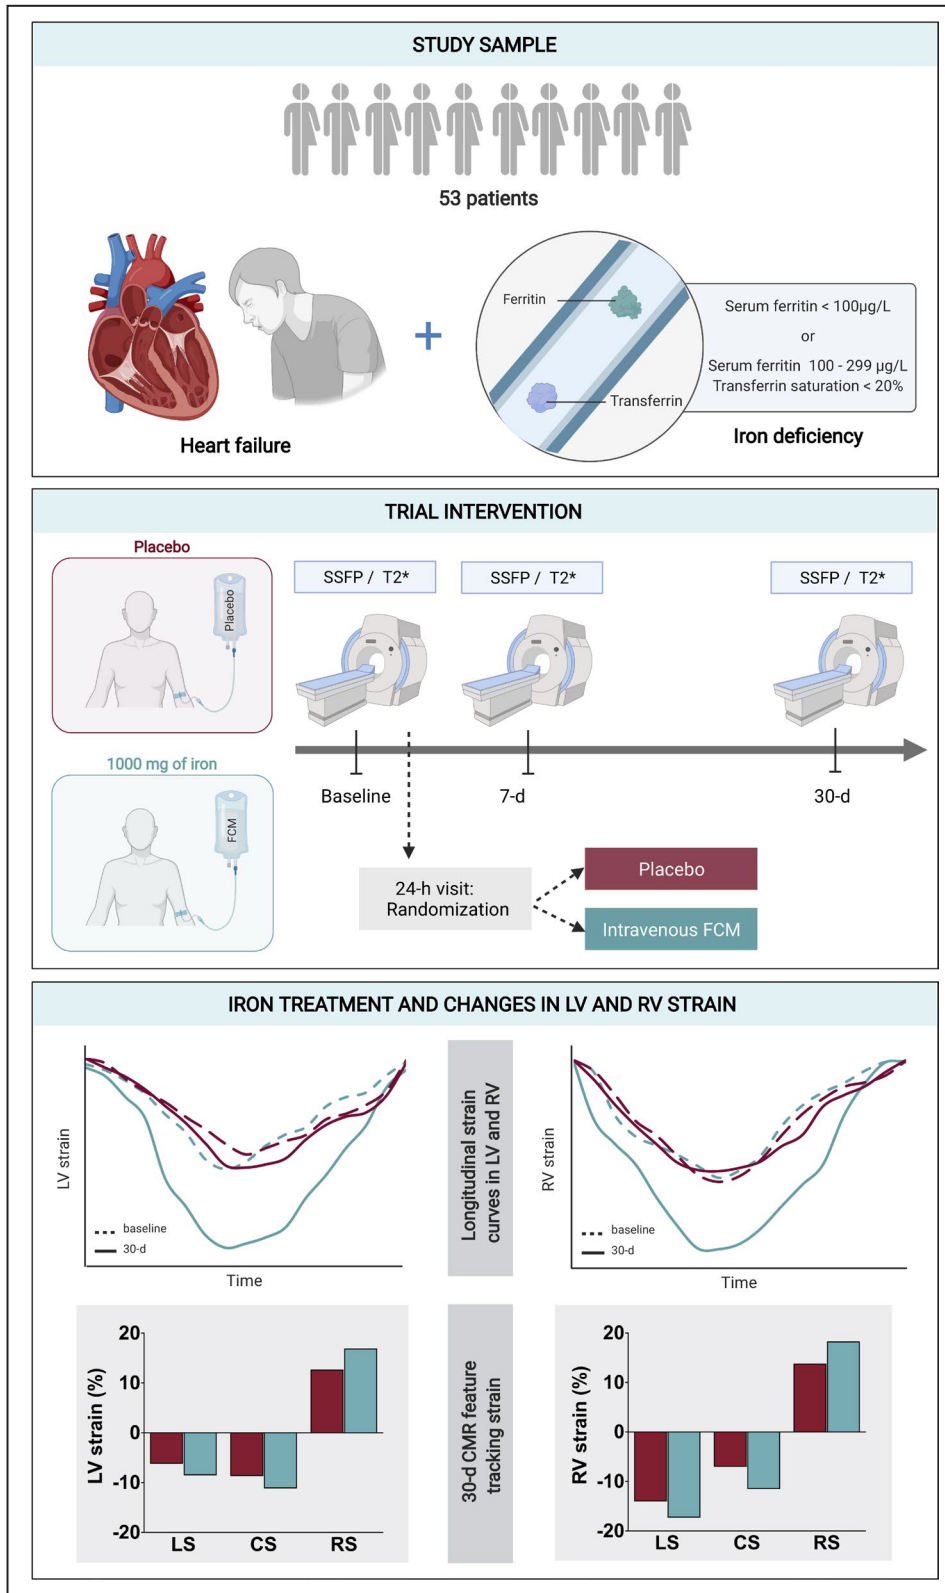 STUDY SAMPLE
53 patients
Ferritin
Transferrin
Serum ferritin < 100µg/L
or
Serum ferritin 100 - 299 µg/L
Transferrin saturation < 20%
Heart failure
+
Iron deficiency
TRIAL INTERVENTION
Placebo
Placebo
1000 mg of iron
FCM
SSFP / T2*
SSFP / T2*
SSFP / T2*
Baseline
7-d
30-d
24-h visit:
Randomization
Placebo
Intravenous FCM
IRON TREATMENT AND CHANGES IN LV AND RV STRAIN
LV strain
baseline
30-d
Time
Longitudinal strain
curves in LV and RV
RV strain
baseline
30-d
Time
LV strain (%)
20
10
0
-10
-20
LS CS RS
30-d CMR feature
tracking strain
RV strain (%)
20
10
0
-10
-20
LS CS RS